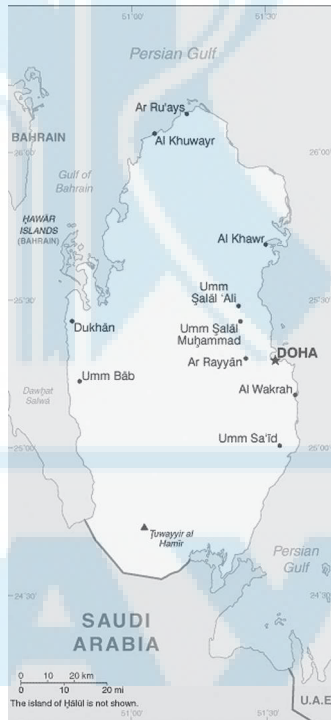 51°00'
51°30'
Persian Gulf
Ar Ru'ays
BAHRAIN
Al Khuwayr
26°00'
26°00'
Gulf of
Bahrain
ḨAWĀR
ISLANDS
(BAHRAIN)
Al Khawr
Umm
Şalāl 'Alī
25°30'
25°30'
Dukhān
Umm Şalāl
Muḩammad
DOHA
Ar Rayyān
Umm Bāb
Dawḩat
Salwá
Al Wakrah
Umm Sa'īd
25°00'
25°00'
Ţuwayyir al
Ḩamīr
Persian
Gulf
24°30'
24°30'
SAUDI
ARABIA
0 10 20 km
0 10 20 mi
The island of Ḩālūl is not shown.
51°00'
51°30'
U.A.E